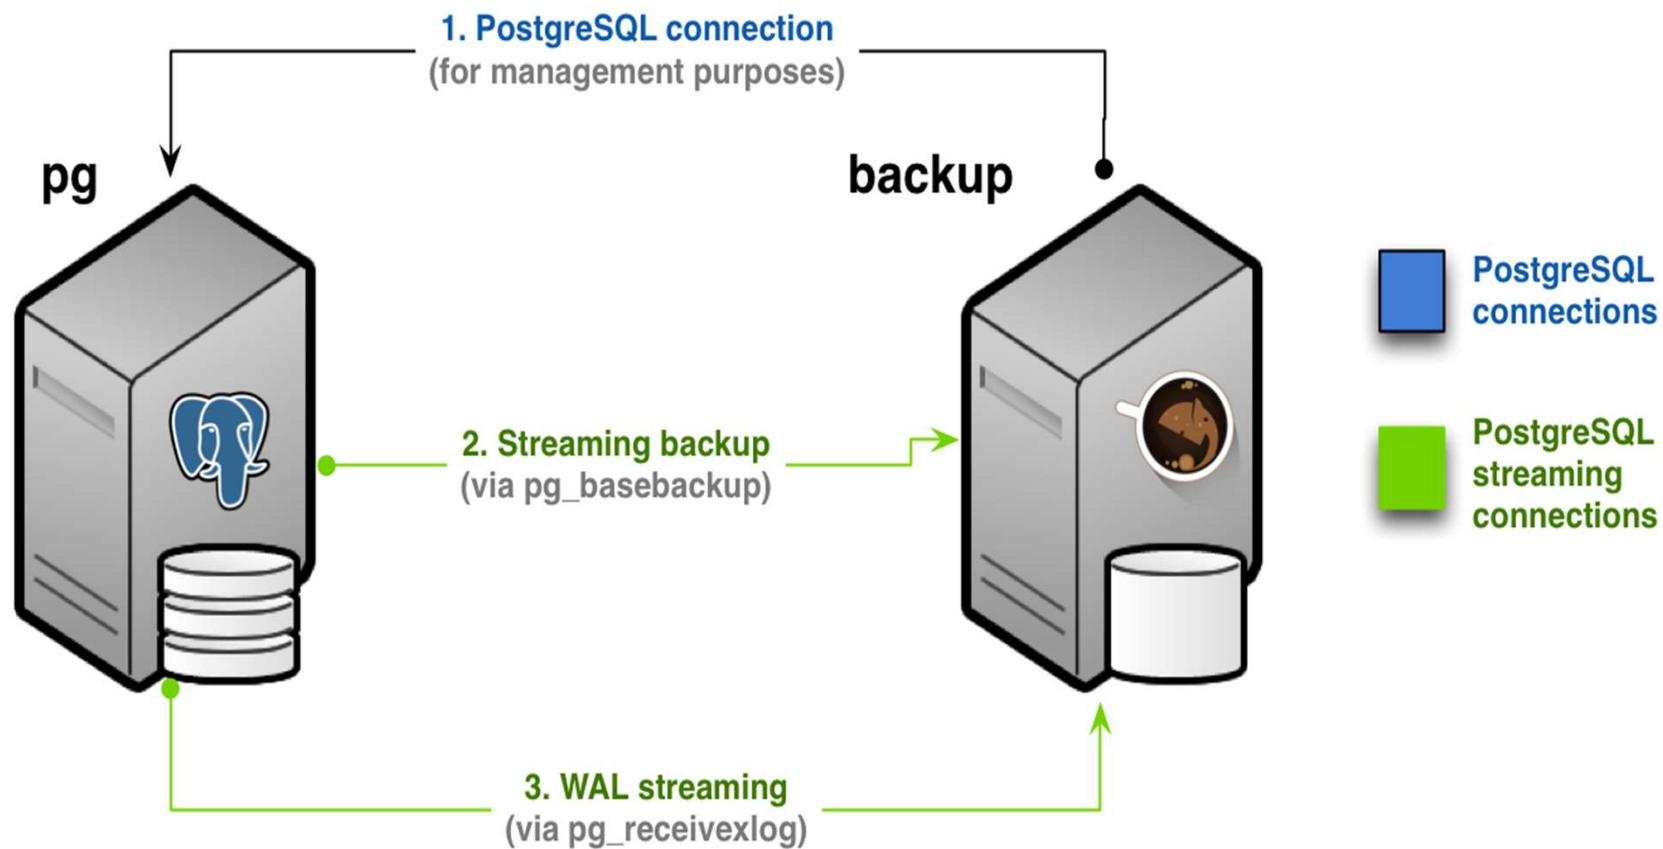 1. PostgreSQL connection
(for management purposes)
pg
backup
PostgreSQL
connections
2. Streaming backup
(via pg_basebackup)
PostgreSQL
streaming
connections
3. WAL streaming
(via pg_receivexlog)